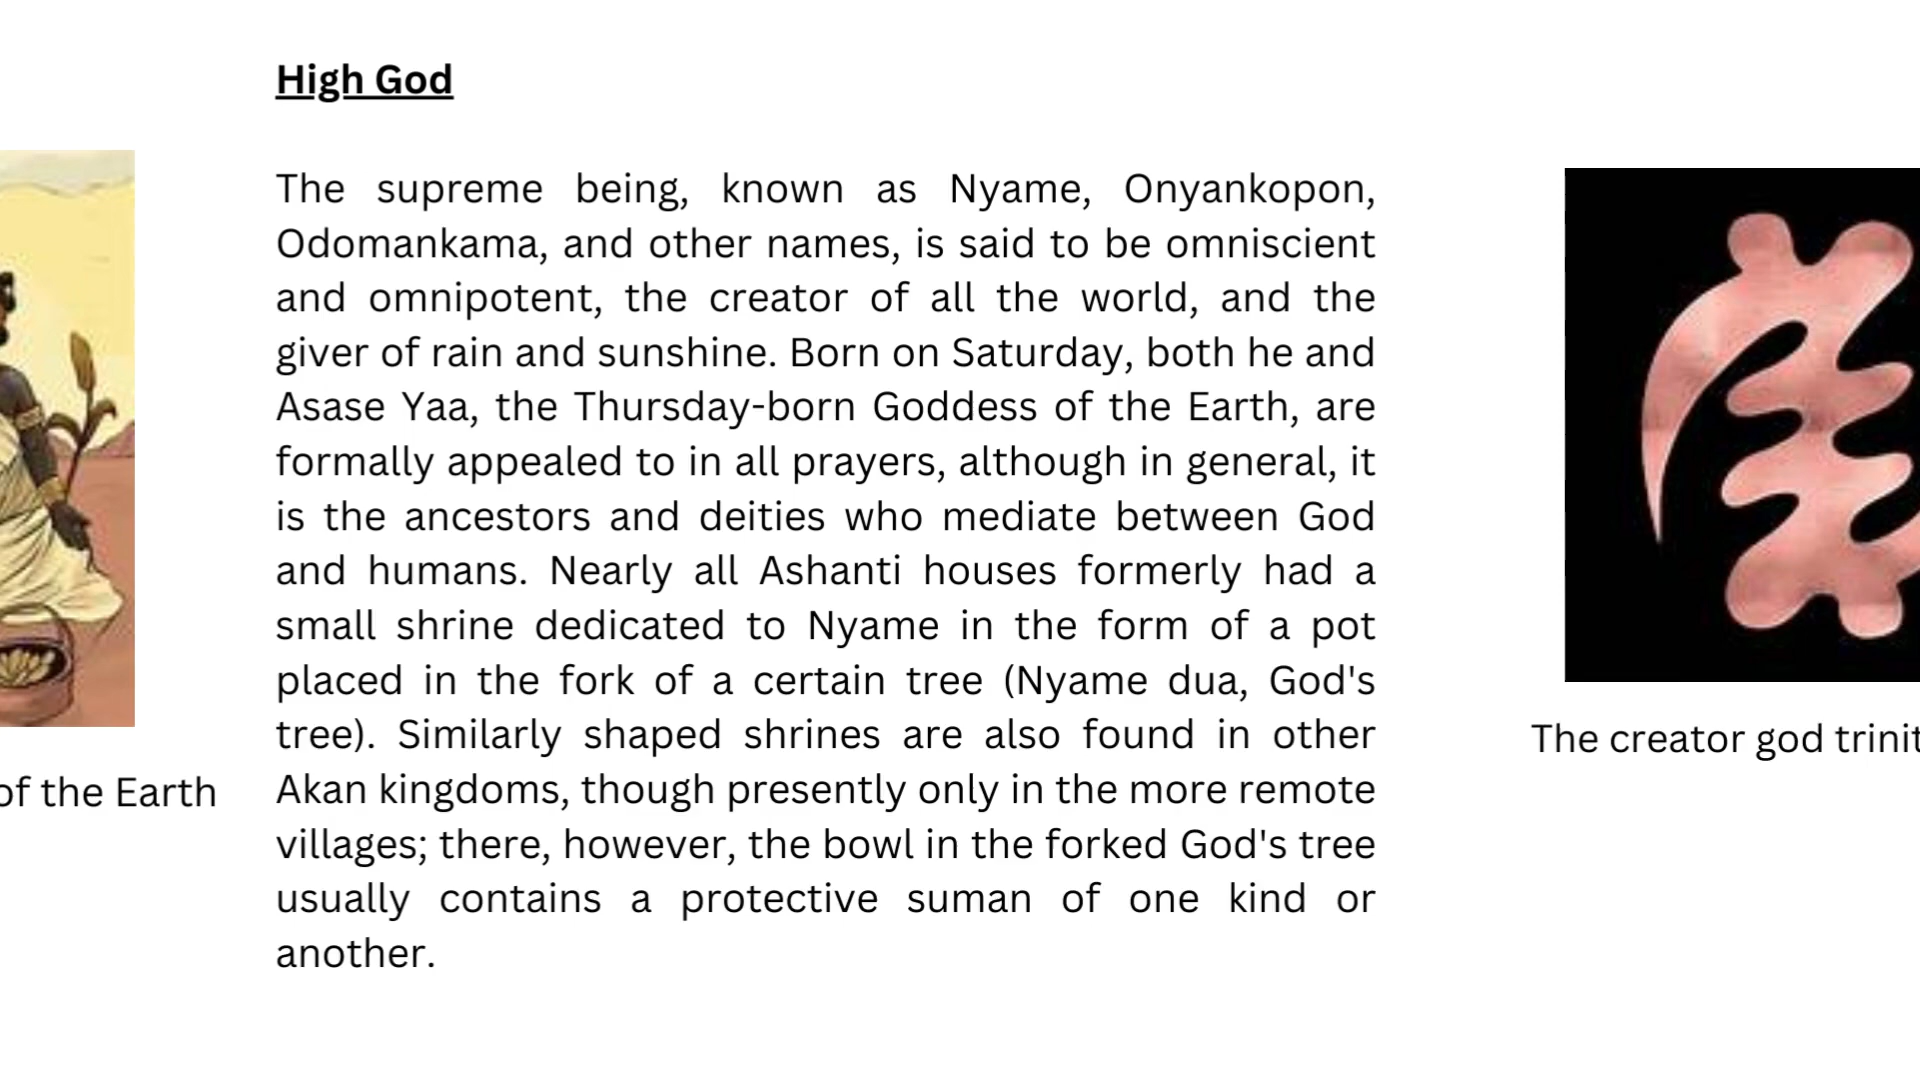 High God
The supreme being, known as Nyame, Onyankopon,
Odomankama, and other names, is said to be omniscient
and omnipotent, the creator of all the world, and the
giver of rain and sunshine. Born on Saturday, both he and
Asase Yaa, the Thursday-born Goddess of the Earth, are
formally appealed to in all prayers, although in general, it
is the ancestors and deities who mediate between God
and humans. Nearly all Ashanti houses formerly had a
small shrine dedicated to Nyame in the form of a pot
placed in the fork of a certain tree (Nyame dua, God's
tree). Similarly shaped shrines are also found in other
Akan kingdoms, though presently only in the more remote
villages; there, however, the bowl in the forked God's tree
usually contains a protective suman of one kind or
another.
of the Earth
The creator god